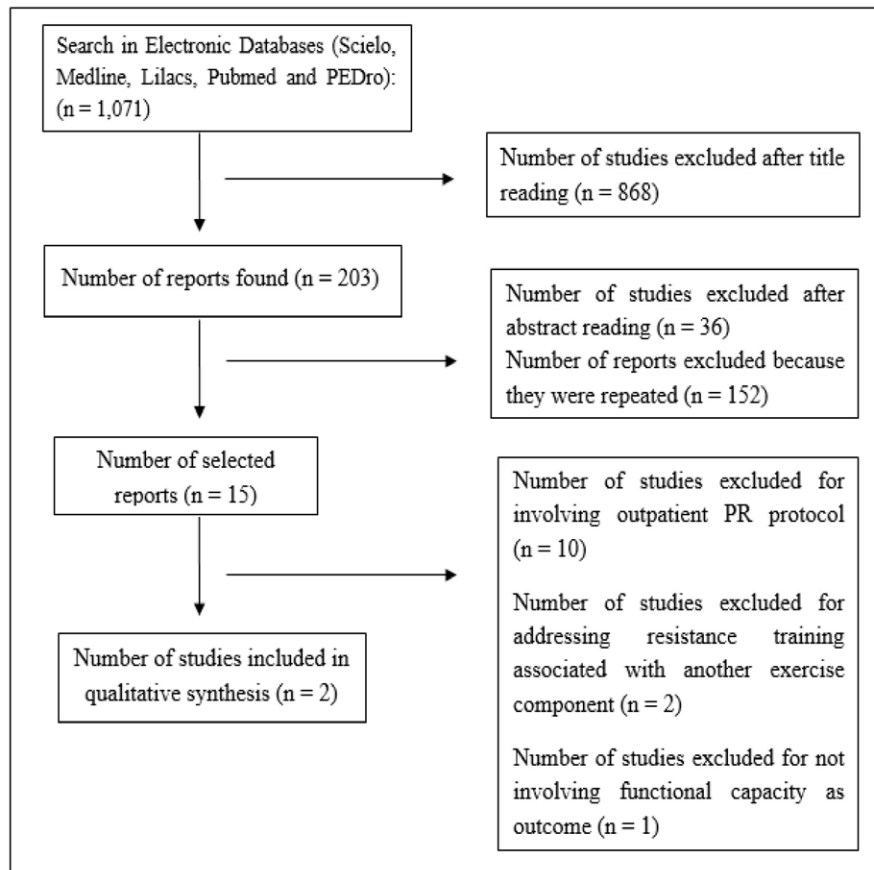 Search in Electronic Databases (Scielo,
Medline, Lilacs, Pubmed and PEDro):
(n = 1,071)
Number of studies excluded after title
reading (n = 868)
Number of reports found (n = 203)
Number of studies excluded after
abstract reading (n = 36)
Number of reports excluded because
they were repeated (n = 152)
Number of selected
reports (n = 15)
Number of studies excluded for
involving outpatient PR protocol
(n = 10)
Number of studies excluded for
addressing resistance training
associated with another exercise
component (n = 2)
Number of studies excluded for not
involving functional capacity as
outcome (n = 1)
Number of studies included in
qualitative synthesis (n = 2)